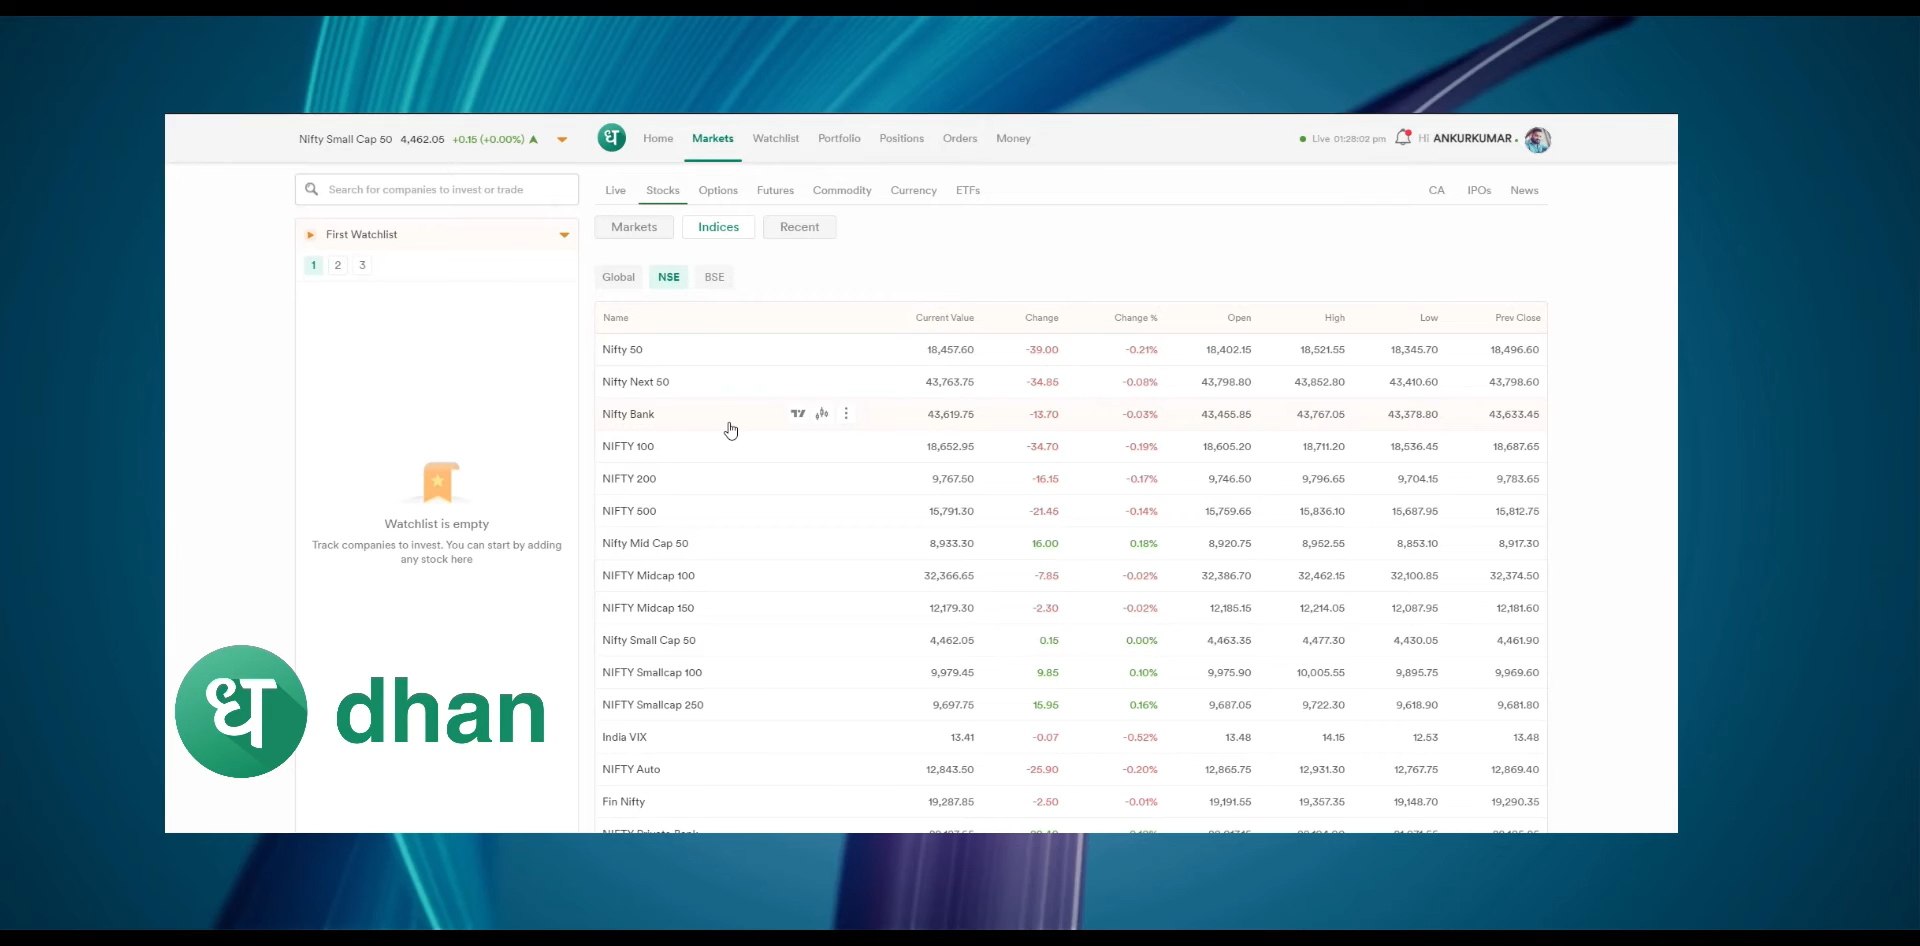 Nifty Small Cap 50 4,462.05 +0.15 (+0.00%)
ध Home Markets Watchlist Portfolio Positions Orders Money
Live 01:28:02 pm Hi ANKURKUMAR
Search for companies to invest or trade
First Watchlist
1 2 3
Watchlist is empty
Track companies to invest. You can start by adding
any stock here
Live Stocks Options Futures Commodity Currency ETFs CA IPOs News
Markets Indices Recent
Global NSE BSE
Name Current Value Change Change % Open High Low Prev Close
Nifty 50 18,457.60 -39.00 -0.21% 18,402.15 18,521.55 18,345.70 18,496.60
Nifty Next 50 43,763.75 -34.85 -0.08% 43,798.80 43,852.80 43,410.60 43,798.60
Nifty Bank 43,619.75 -13.70 -0.03% 43,455.85 43,767.05 43,378.80 43,633.45
NIFTY 100 18,652.95 -34.70 -0.19% 18,605.20 18,711.20 18,536.45 18,687.65
NIFTY 200 9,767.50 -16.15 -0.17% 9,746.50 9,796.65 9,704.15 9,783.65
NIFTY 500 15,791.30 -21.45 -0.14% 15,759.65 15,836.10 15,687.95 15,812.75
Nifty Mid Cap 50 8,933.30 16.00 0.18% 8,920.75 8,952.55 8,853.10 8,917.30
NIFTY Midcap 100 32,366.65 -7.85 -0.02% 32,386.70 32,462.15 32,100.85 32,374.50
NIFTY Midcap 150 12,179.30 -2.30 -0.02% 12,185.15 12,214.05 12,087.95 12,181.60
Nifty Small Cap 50 4,462.05 0.15 0.00% 4,463.35 4,477.30 4,430.05 4,461.90
NIFTY Smallcap 100 9,979.45 9.85 0.10% 9,975.90 10,005.55 9,895.75 9,969.60
NIFTY Smallcap 250 9,697.75 15.95 0.16% 9,687.05 9,722.30 9,618.90 9,681.80
India VIX 13.41 -0.07 -0.52% 13.48 14.15 12.53 13.48
NIFTY Auto 12,843.50 -25.90 -0.20% 12,865.75 12,931.30 12,767.75 12,869.40
Fin Nifty 19,287.85 -2.50 -0.01% 19,191.55 19,357.35 19,148.70 19,290.35
NIFTY Private Bank
ध dhan